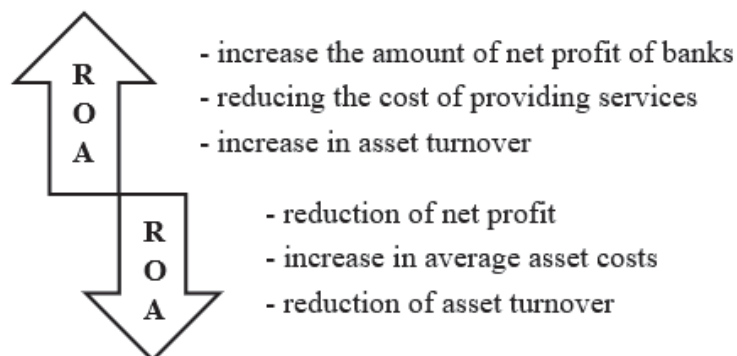 R
O
A
- increase the amount of net profit of banks
- reducing the cost of providing services
- increase in asset turnover
R
O
A
- reduction of net profit
- increase in average asset costs
- reduction of asset turnover